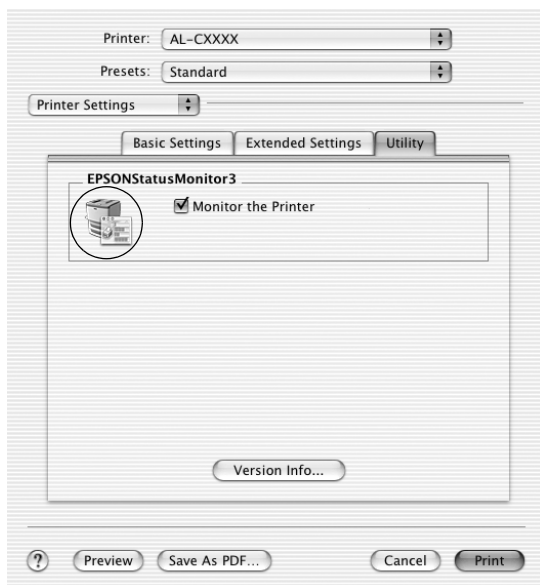 Printer: AL-CXXXX
Presets: Standard
Printer Settings
Basic Settings Extended Settings Utility
EPSONStatusMonitor3
Monitor the Printer
Version Info...
? Preview Save As PDF... Cancel Print